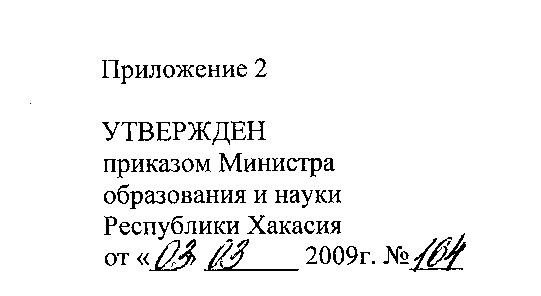 Приложение 2
УТВЕРЖДЕН
приказом Министра
образования и науки
Республики Хакасия
от «03» 03 2009г. №164